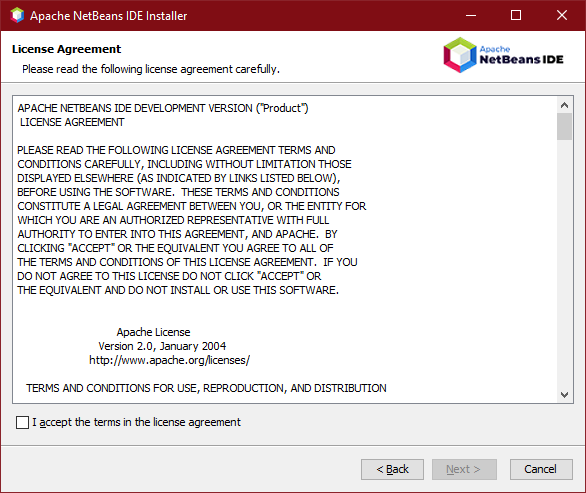 Apache NetBeans IDE Installer
License Agreement
Please read the following license agreement carefully.
Apache
NetBeans IDE
APACHE NETBEANS IDE DEVELOPMENT VERSION ("Product")
LICENSE AGREEMENT
PLEASE READ THE FOLLOWING LICENSE AGREEMENT TERMS AND
CONDITIONS CAREFULLY, INCLUDING WITHOUT LIMITATION THOSE
DISPLAYED ELSEWHERE (AS INDICATED BY LINKS LISTED BELOW),
BEFORE USING THE SOFTWARE. THESE TERMS AND CONDITIONS
CONSTITUTE A LEGAL AGREEMENT BETWEEN YOU, OR THE ENTITY FOR
WHICH YOU ARE AN AUTHORIZED REPRESENTATIVE WITH FULL
AUTHORITY TO ENTER INTO THIS AGREEMENT, AND APACHE. BY
CLICKING "ACCEPT" OR THE EQUIVALENT YOU AGREE TO ALL OF
THE TERMS AND CONDITIONS OF THIS LICENSE AGREEMENT. IF YOU
DO NOT AGREE TO THIS LICENSE DO NOT CLICK "ACCEPT" OR
THE EQUIVALENT AND DO NOT INSTALL OR USE THIS SOFTWARE.
Apache License
Version 2.0, January 2004
http://www.apache.org/licenses/
TERMS AND CONDITIONS FOR USE, REPRODUCTION, AND DISTRIBUTION
I accept the terms in the license agreement
< Back
Next >
Cancel